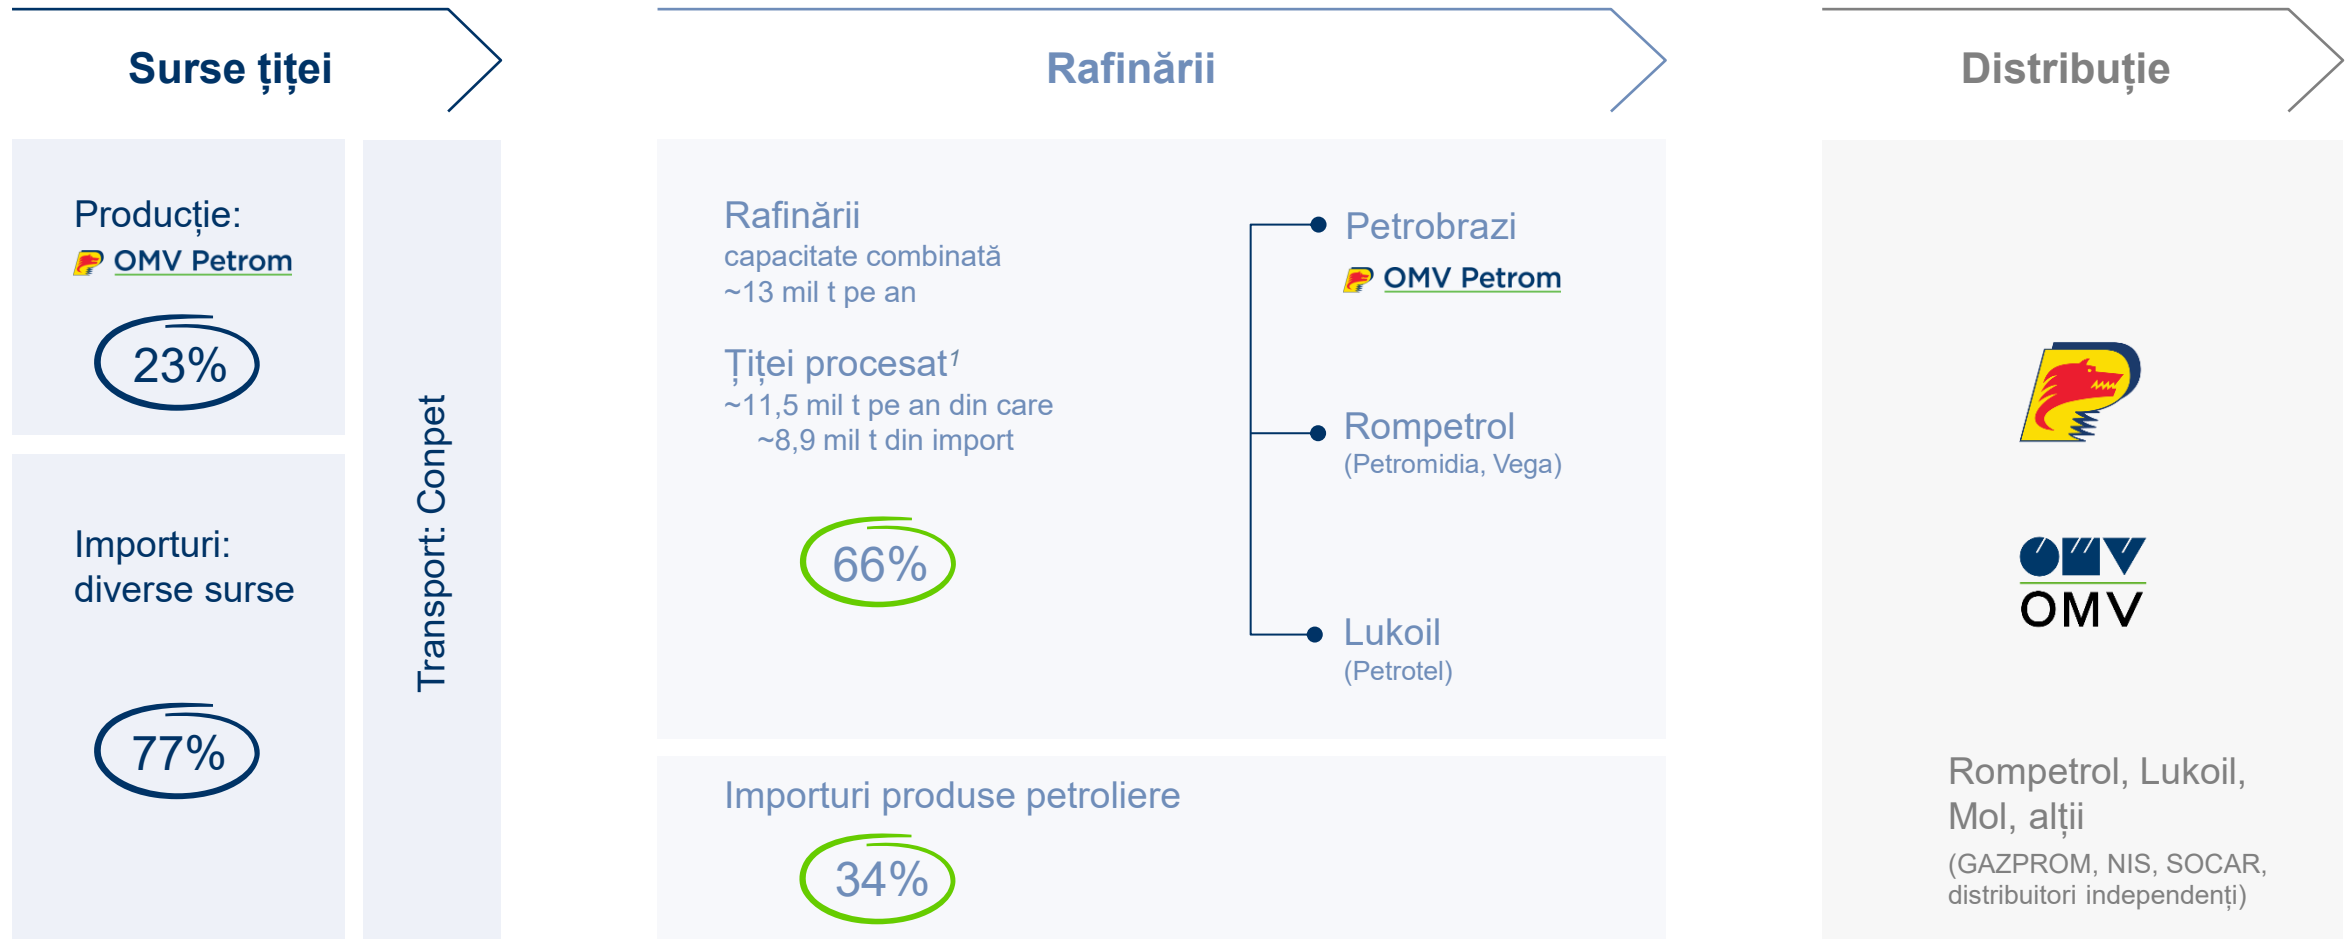 Surse țiței
Rafinării
Distribuție
Producție:
OMV Petrom
23%
Importuri:
diverse surse
77%
Transport: Conpet
Rafinării
capacitate combinată
~13 mil t pe an
Țiței procesat¹
~11,5 mil t pe an din care
~8,9 mil t din import
66%
Petrobrazi
OMV Petrom
Rompetrol
(Petromidia, Vega)
Lukoil
(Petrotel)
Importuri produse petroliere
34%
OMV
OMV
Rompetrol, Lukoil,
Mol, alții
(GAZPROM, NIS, SOCAR,
distribuitori independenți)